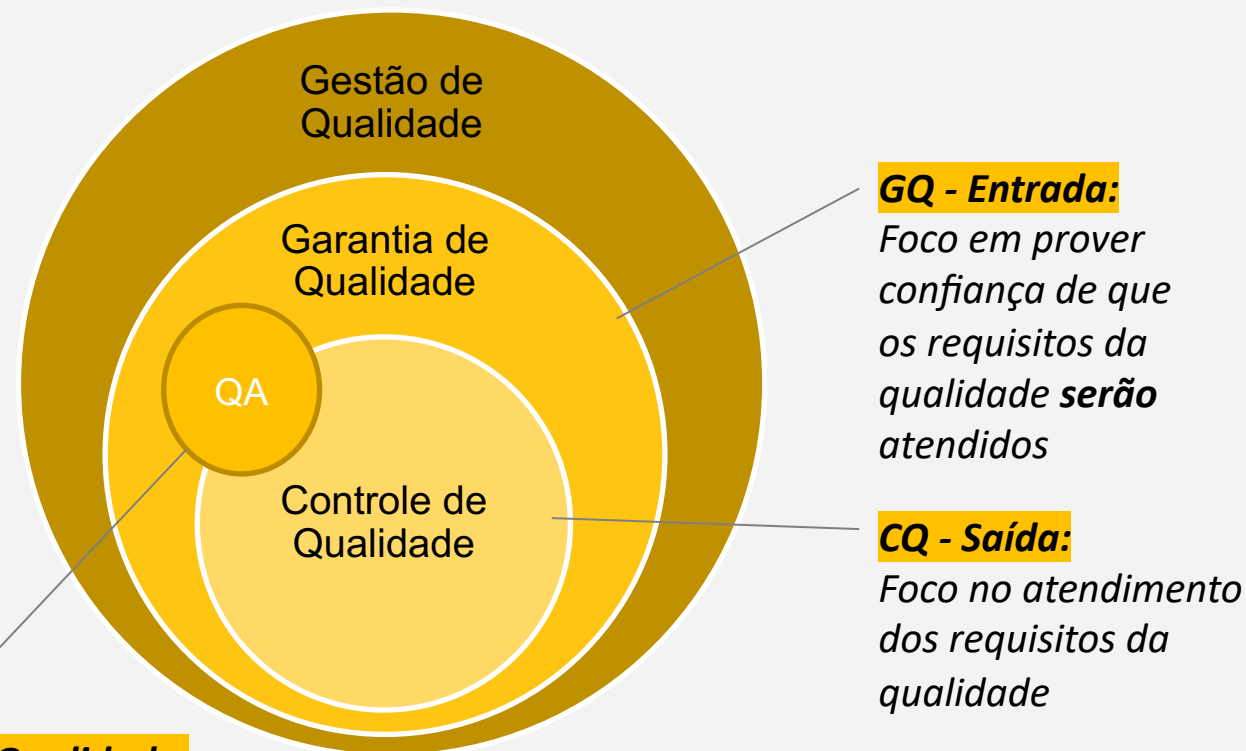 Gestão de
Qualidade
Garantia de
Qualidade
QA
Controle de
Qualidade
GQ - Entrada:
Foco em prover
confiança de que
os requisitos da
qualidade serão
atendidos
CQ - Saída:
Foco no atendimento
dos requisitos da
qualidade